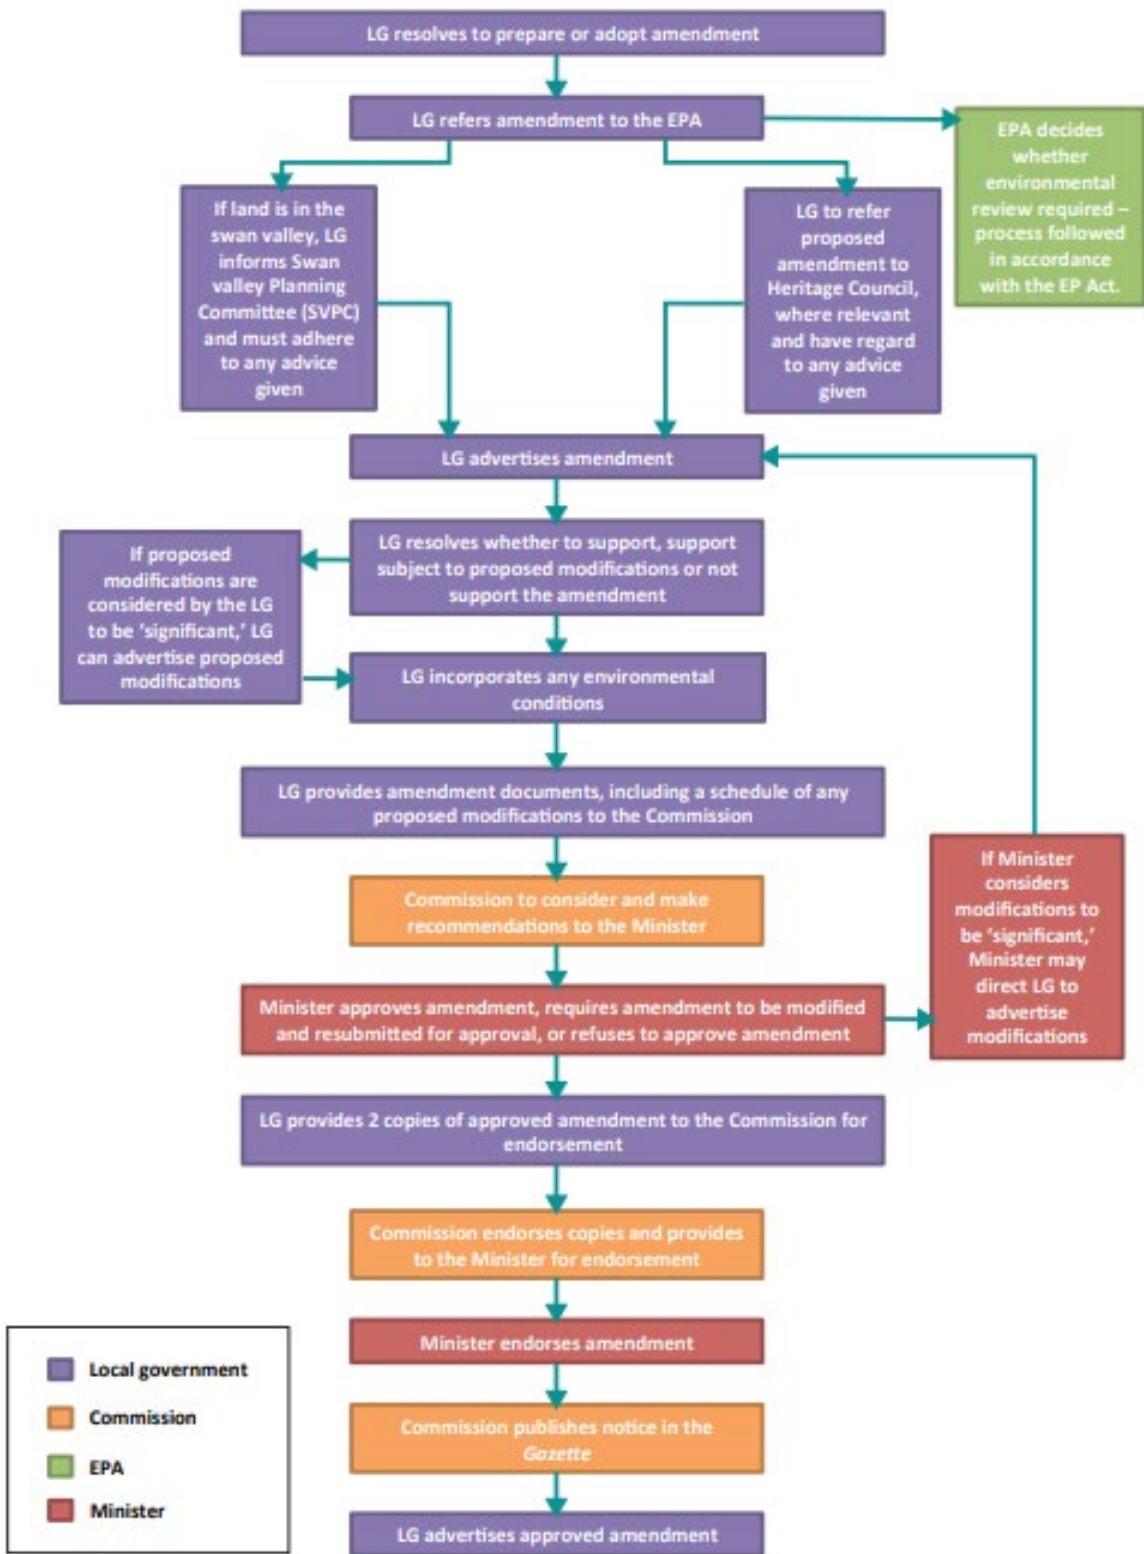 LG resolves to prepare or adopt amendment
LG refers amendment to the EPA
EPA decides
whether
environmental
review required –
process followed
in accordance
with the EP Act.
If land is in the
swan valley, LG
informs Swan
valley Planning
Committee (SVPC)
and must adhere
to any advice
given
LG to refer
proposed
amendment to
Heritage Council,
where relevant
and have regard
to any advice
given
LG advertises amendment
LG resolves whether to support, support
subject to proposed modifications or not
support the amendment
If proposed
modifications are
considered by the LG
to be ‘significant,’ LG
can advertise proposed
modifications
LG incorporates any environmental
conditions
LG provides amendment documents, including a schedule of any
proposed modifications to the Commission
Commission to consider and make
recommendations to the Minister
Minister approves amendment, requires amendment to be modified
and resubmitted for approval, or refuses to approve amendment
If Minister
considers
modifications to
be ‘significant,’
Minister may
direct LG to
advertise
modifications
LG provides 2 copies of approved amendment to the Commission for
endorsement
Commission endorses copies and provides
to the Minister for endorsement
Minister endorses amendment
Commission publishes notice in the
Gazette
LG advertises approved amendment
Local government
Commission
EPA
Minister